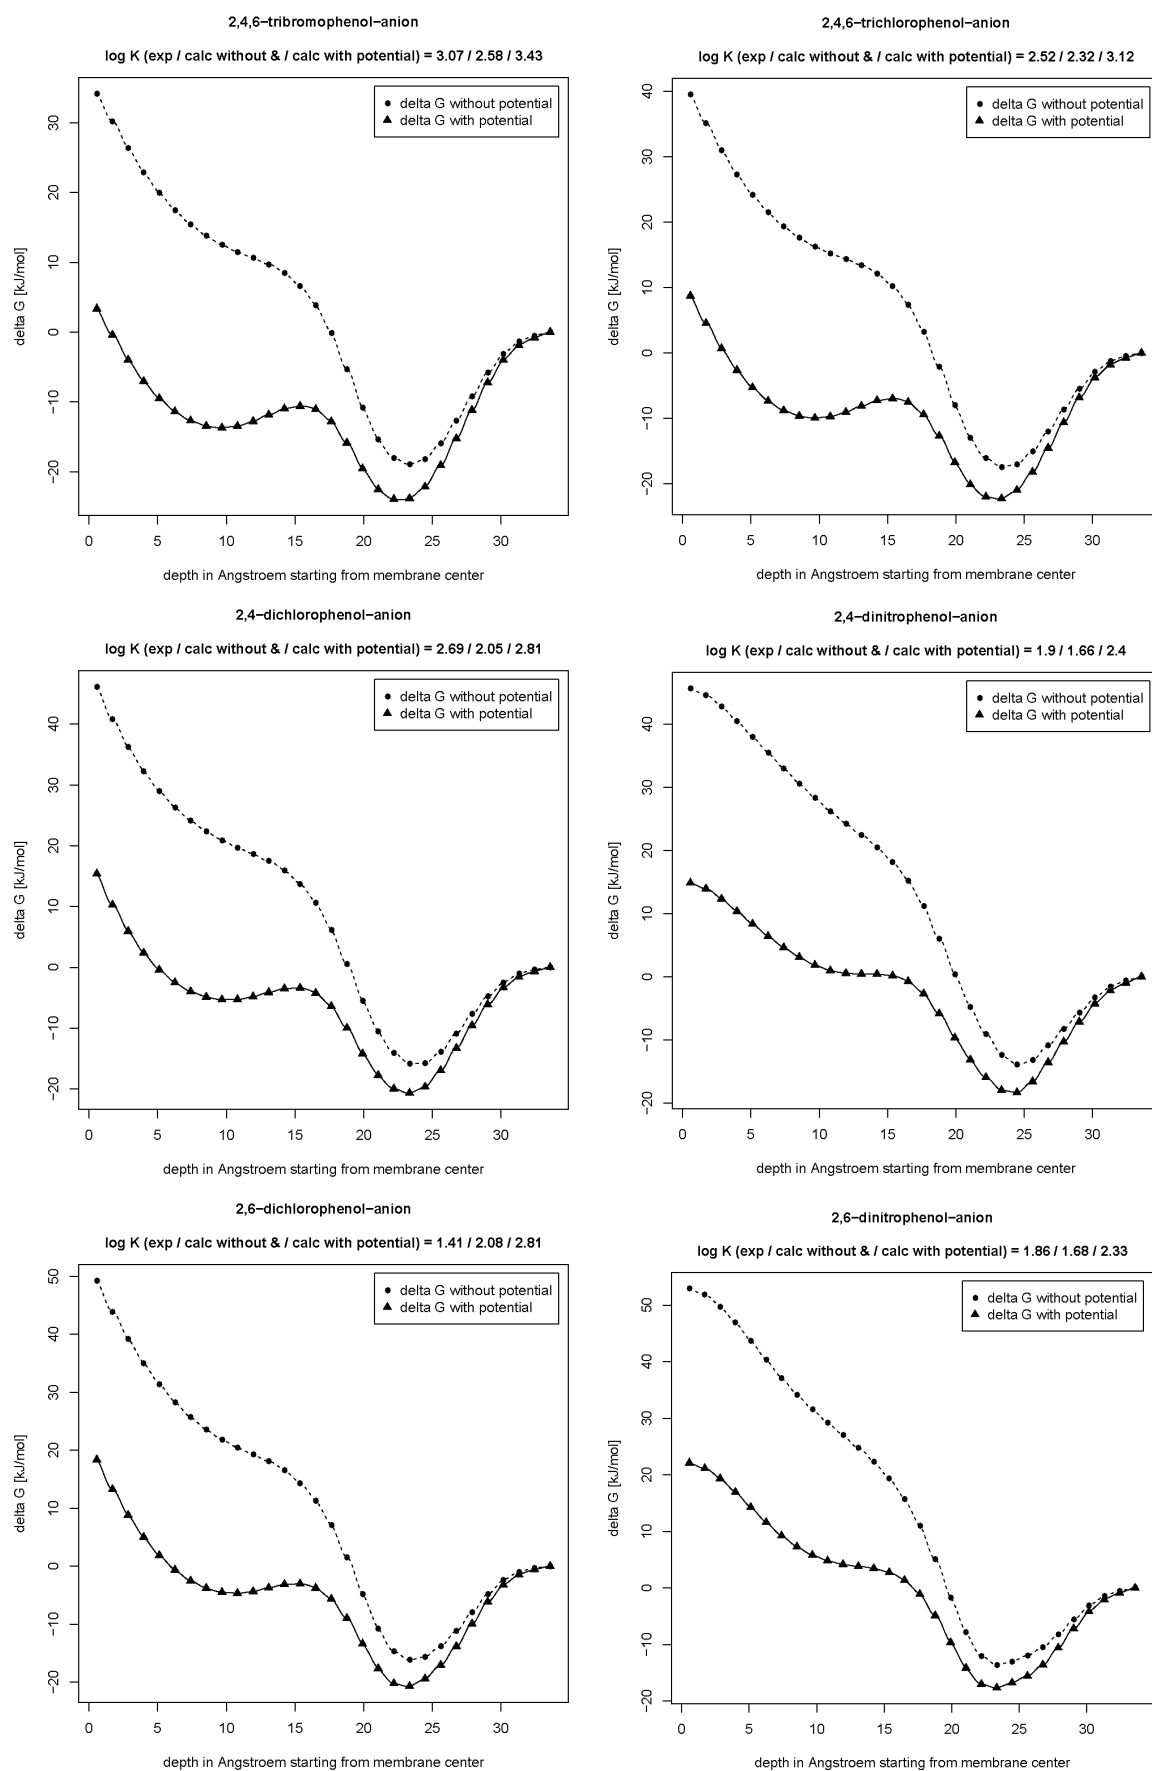 2,4,6−tribromophenol−anion
log K (exp / calc without & / calc with potential) = 3.07 / 2.58 / 3.43
delta G without potential
delta G with potential
delta G [kJ/mol]
30
20
10
0
−10
−20
0 5 10 15 20 25 30
depth in Angstroem starting from membrane center
2,4,6−trichlorophenol−anion
log K (exp / calc without & / calc with potential) = 2.52 / 2.32 / 3.12
delta G without potential
delta G with potential
delta G [kJ/mol]
40
30
20
10
0
−10
−20
0 5 10 15 20 25 30
depth in Angstroem starting from membrane center
2,4−dichlorophenol−anion
log K (exp / calc without & / calc with potential) = 2.69 / 2.05 / 2.81
delta G without potential
delta G with potential
delta G [kJ/mol]
40
30
20
10
0
−10
−20
0 5 10 15 20 25 30
depth in Angstroem starting from membrane center
2,4−dinitrophenol−anion
log K (exp / calc without & / calc with potential) = 1.9 / 1.66 / 2.4
delta G without potential
delta G with potential
delta G [kJ/mol]
40
30
20
10
0
−10
−20
0 5 10 15 20 25 30
depth in Angstroem starting from membrane center
2,6−dichlorophenol−anion
log K (exp / calc without & / calc with potential) = 1.41 / 2.08 / 2.81
delta G without potential
delta G with potential
delta G [kJ/mol]
50
40
30
20
10
0
−10
−20
0 5 10 15 20 25 30
depth in Angstroem starting from membrane center
2,6−dinitrophenol−anion
log K (exp / calc without & / calc with potential) = 1.86 / 1.68 / 2.33
delta G without potential
delta G with potential
delta G [kJ/mol]
50
40
30
20
10
0
−10
−20
0 5 10 15 20 25 30
depth in Angstroem starting from membrane center